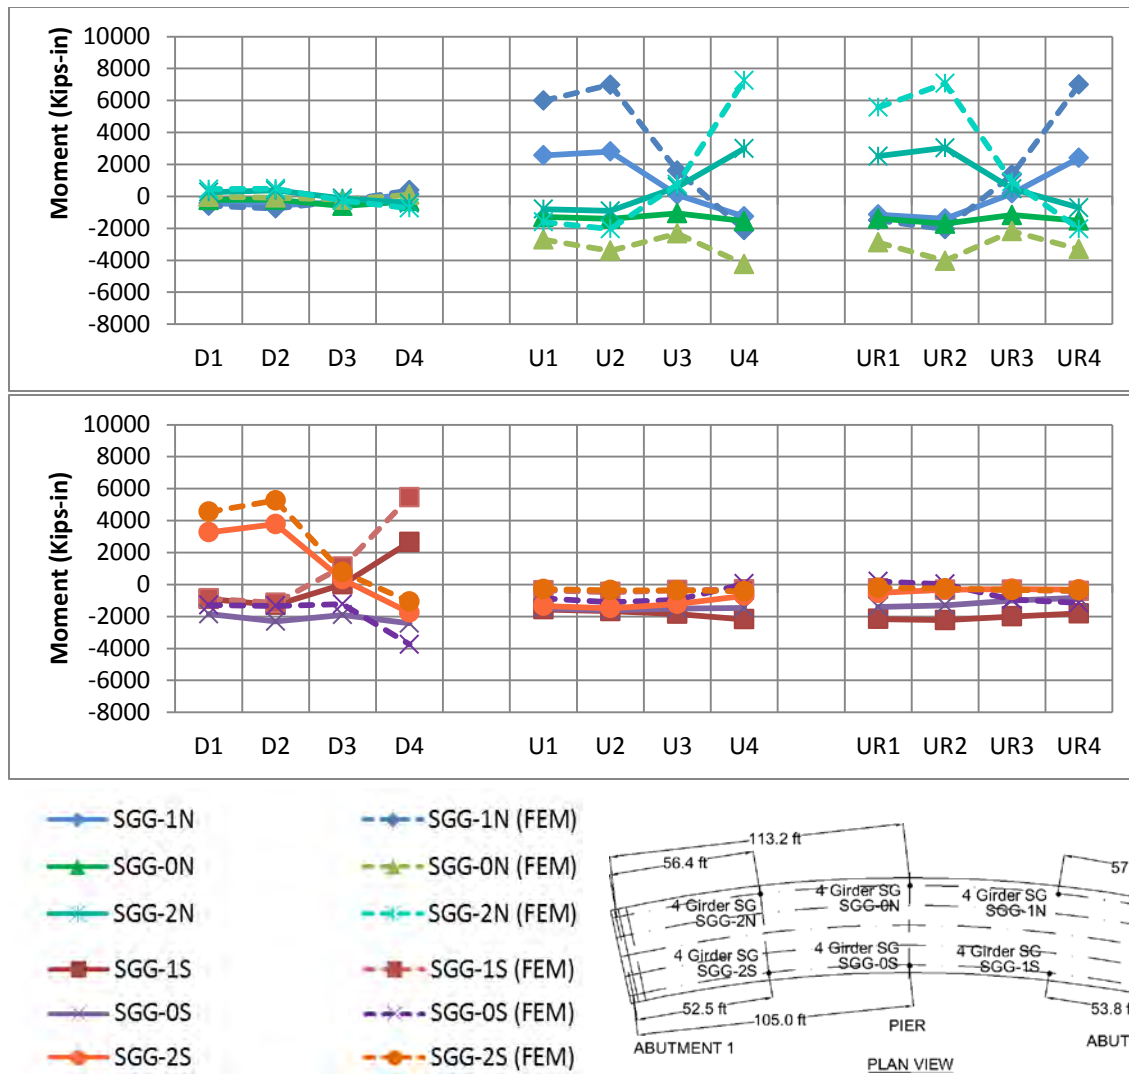 Moment (Kips-in)
10000
8000
6000
4000
2000
0
-2000
-4000
-6000
-8000
D1 D2 D3 D4 U1 U2 U3 U4 UR1 UR2 UR3 UR4
Moment (Kips-in)
10000
8000
6000
4000
2000
0
-2000
-4000
-6000
-8000
D1 D2 D3 D4 U1 U2 U3 U4 UR1 UR2 UR3 UR4
SGG-1N SGG-1N (FEM)
SGG-0N SGG-0N (FEM)
SGG-2N SGG-2N (FEM)
SGG-1S SGG-1S (FEM)
SGG-0S SGG-0S (FEM)
SGG-2S SGG-2S (FEM)
113.2 ft
56.4 ft
57
4 Girder SG
SGG-2N
4 Girder SG
SGG-0N
4 Girder SG
SGG-1N
4 Girder SG
SGG-2S
4 Girder SG
SGG-0S
4 Girder SG
SGG-1S
52.5 ft
105.0 ft
53.8 f
PIER
ABUTMENT 1
ABUT
PLAN VIEW